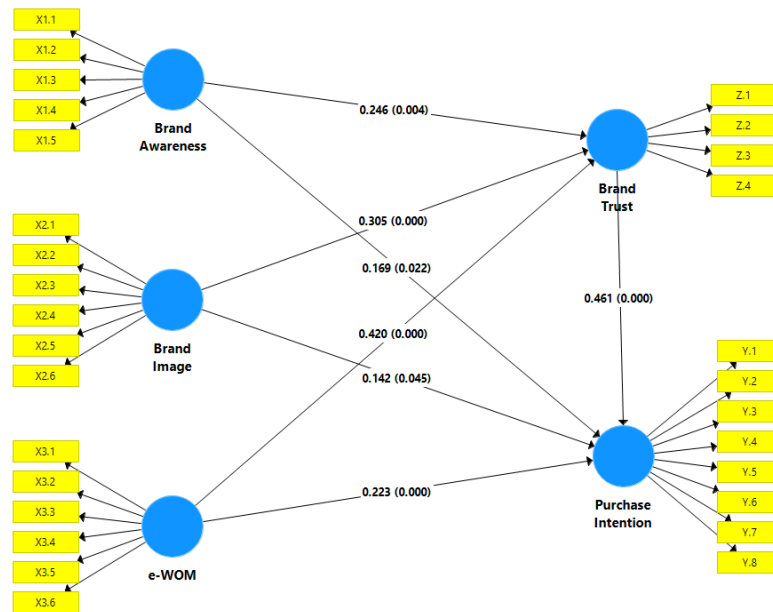 X1.1
X1.2
X1.3
X1.4
X1.5
Brand
Awareness
X2.1
X2.2
X2.3
X2.4
X2.5
X2.6
Brand
Image
X3.1
X3.2
X3.3
X3.4
X3.5
X3.6
e-WOM
0.246 (0.004)
0.305 (0.000)
0.169 (0.022)
0.420 (0.000)
0.142 (0.045)
0.223 (0.000)
0.461 (0.000)
Brand
Trust
Z.1
Z.2
Z.3
Z.4
Purchase
Intention
Y.1
Y.2
Y.3
Y.4
Y.5
Y.6
Y.7
Y.8